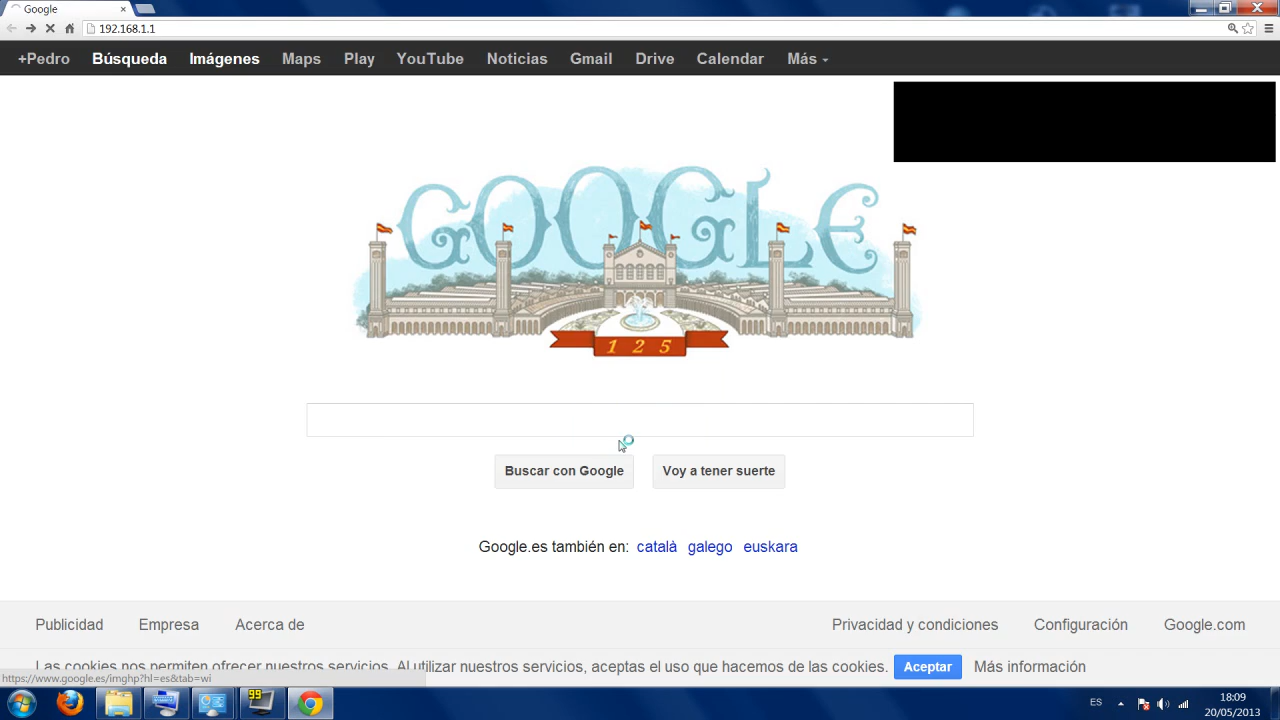 Google
192.168.1.1
+Pedro Búsqueda Imágenes Maps Play YouTube Noticias Gmail Drive Calendar Más
GOOGLE
1 2 5
Buscar con Google Voy a tener suerte
Google.es también en: català galego euskara
Publicidad Empresa Acerca de Privacidad y condiciones Configuración Google.com
Las cookies nos permiten ofrecer nuestros servicios. Al utilizar nuestros servicios, aceptas el uso que hacemos de las cookies. Aceptar Más información
https://www.google.es/imghp?hl=es&tab=wi
99
ES
18:09
20/05/2013